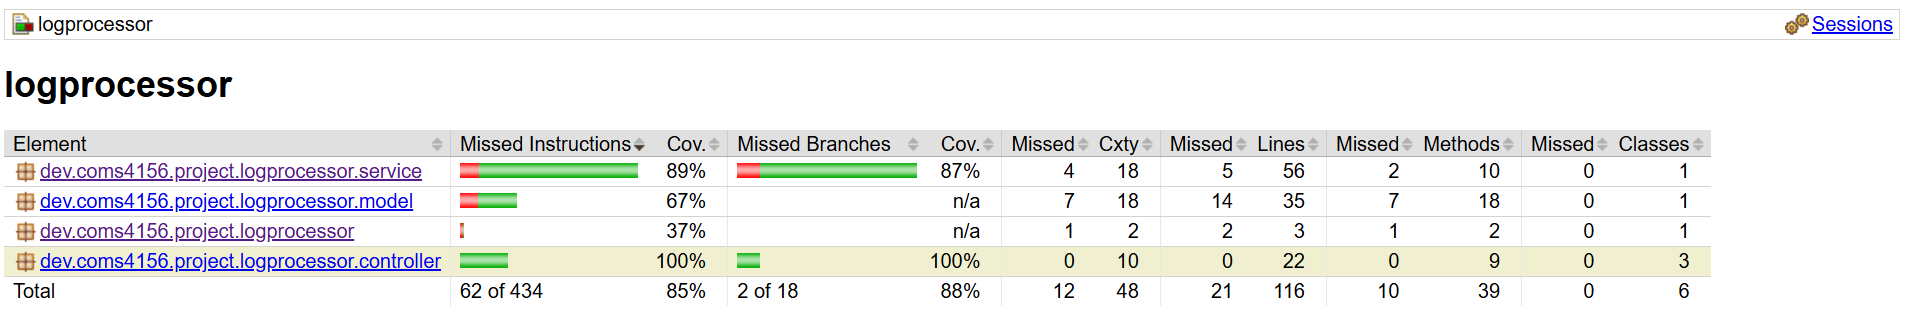 logprocessor Sessions
logprocessor
Element Missed Instructions Cov. Missed Branches Cov. Missed Cxty Missed Lines Missed Methods Missed Classes
dev.coms4156.project.logprocessor.service 89% 87% 4 18 5 56 2 10 0 1
dev.coms4156.project.logprocessor.model 67% n/a 7 18 14 35 7 18 0 1
dev.coms4156.project.logprocessor 37% n/a 1 2 2 3 1 2 0 1
dev.coms4156.project.logprocessor.controller 100% 100% 0 10 0 22 0 9 0 3
Total 62 of 434 85% 2 of 18 88% 12 48 21 116 10 39 0 6